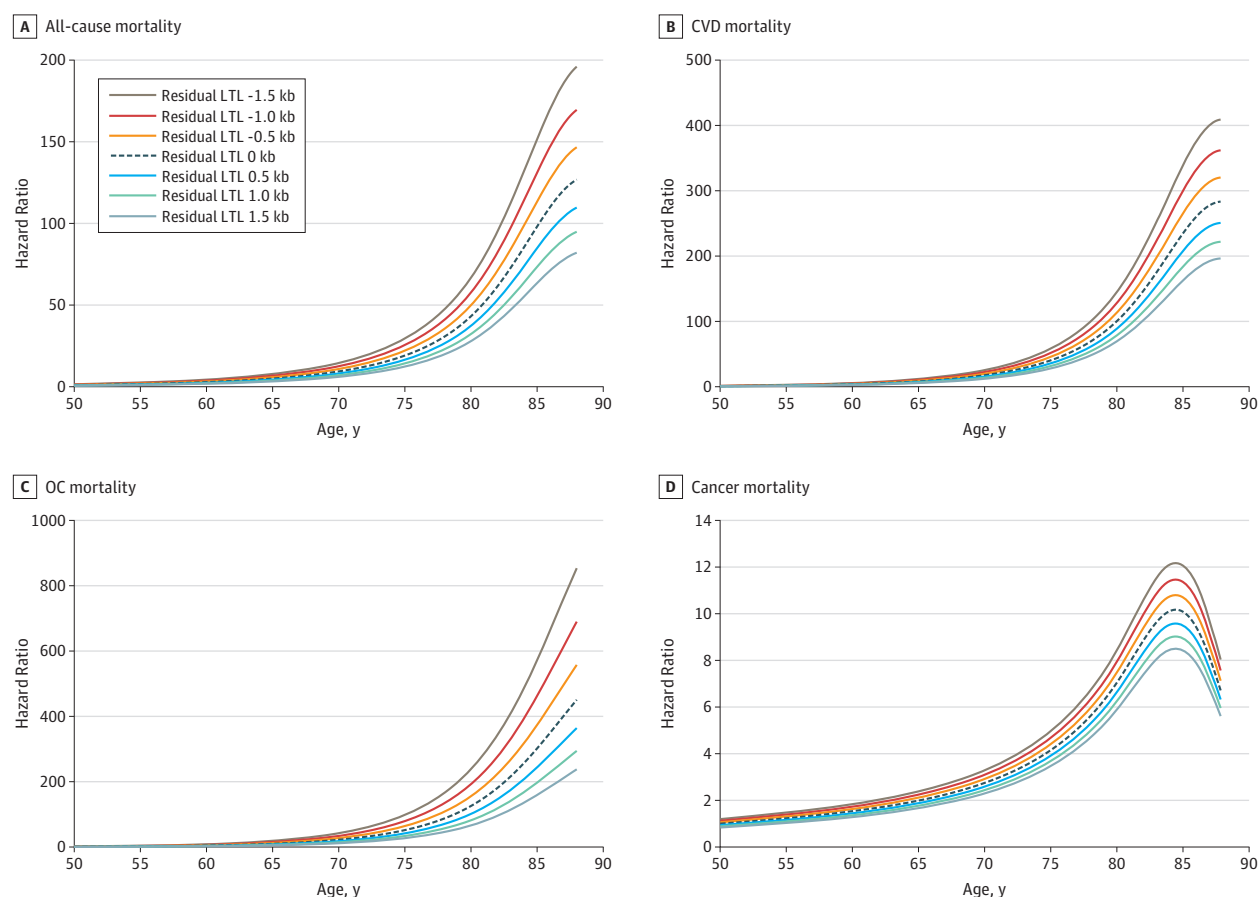 A All-cause mortality
200
150
100
50
0
Hazard Ratio
Residual LTL -1.5 kb
Residual LTL -1.0 kb
Residual LTL -0.5 kb
Residual LTL 0 kb
Residual LTL 0.5 kb
Residual LTL 1.0 kb
Residual LTL 1.5 kb
50 55 60 65 70 75 80 85 90
Age, y
B CVD mortality
500
400
300
200
100
0
Hazard Ratio
50 55 60 65 70 75 80 85 90
Age, y
C OC mortality
1000
800
600
400
200
0
Hazard Ratio
50 55 60 65 70 75 80 85 90
Age, y
D Cancer mortality
14
12
10
8
6
4
2
0
Hazard Ratio
50 55 60 65 70 75 80 85 90
Age, y